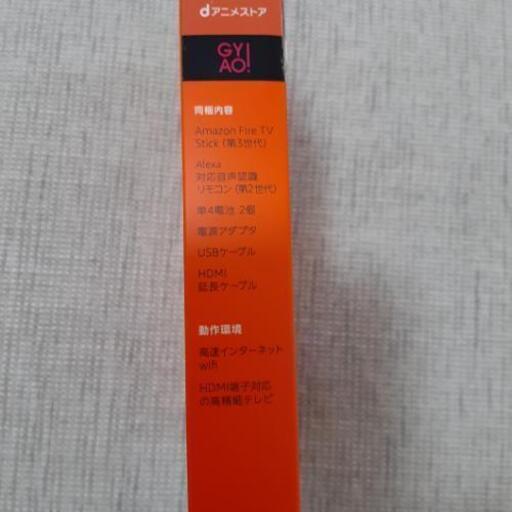 dアニメストア
GY
AO!
同梱内容
Amazon Fire TV
Stick (第3世代)
Alexa
対応音声認識
リモコン (第2世代)
単4電池 2個
電源アダプタ
USBケーブル
HDMI
延長ケーブル
動作環境
高速インターネット
wifi
HDMI端子対応
の高精細テレビ